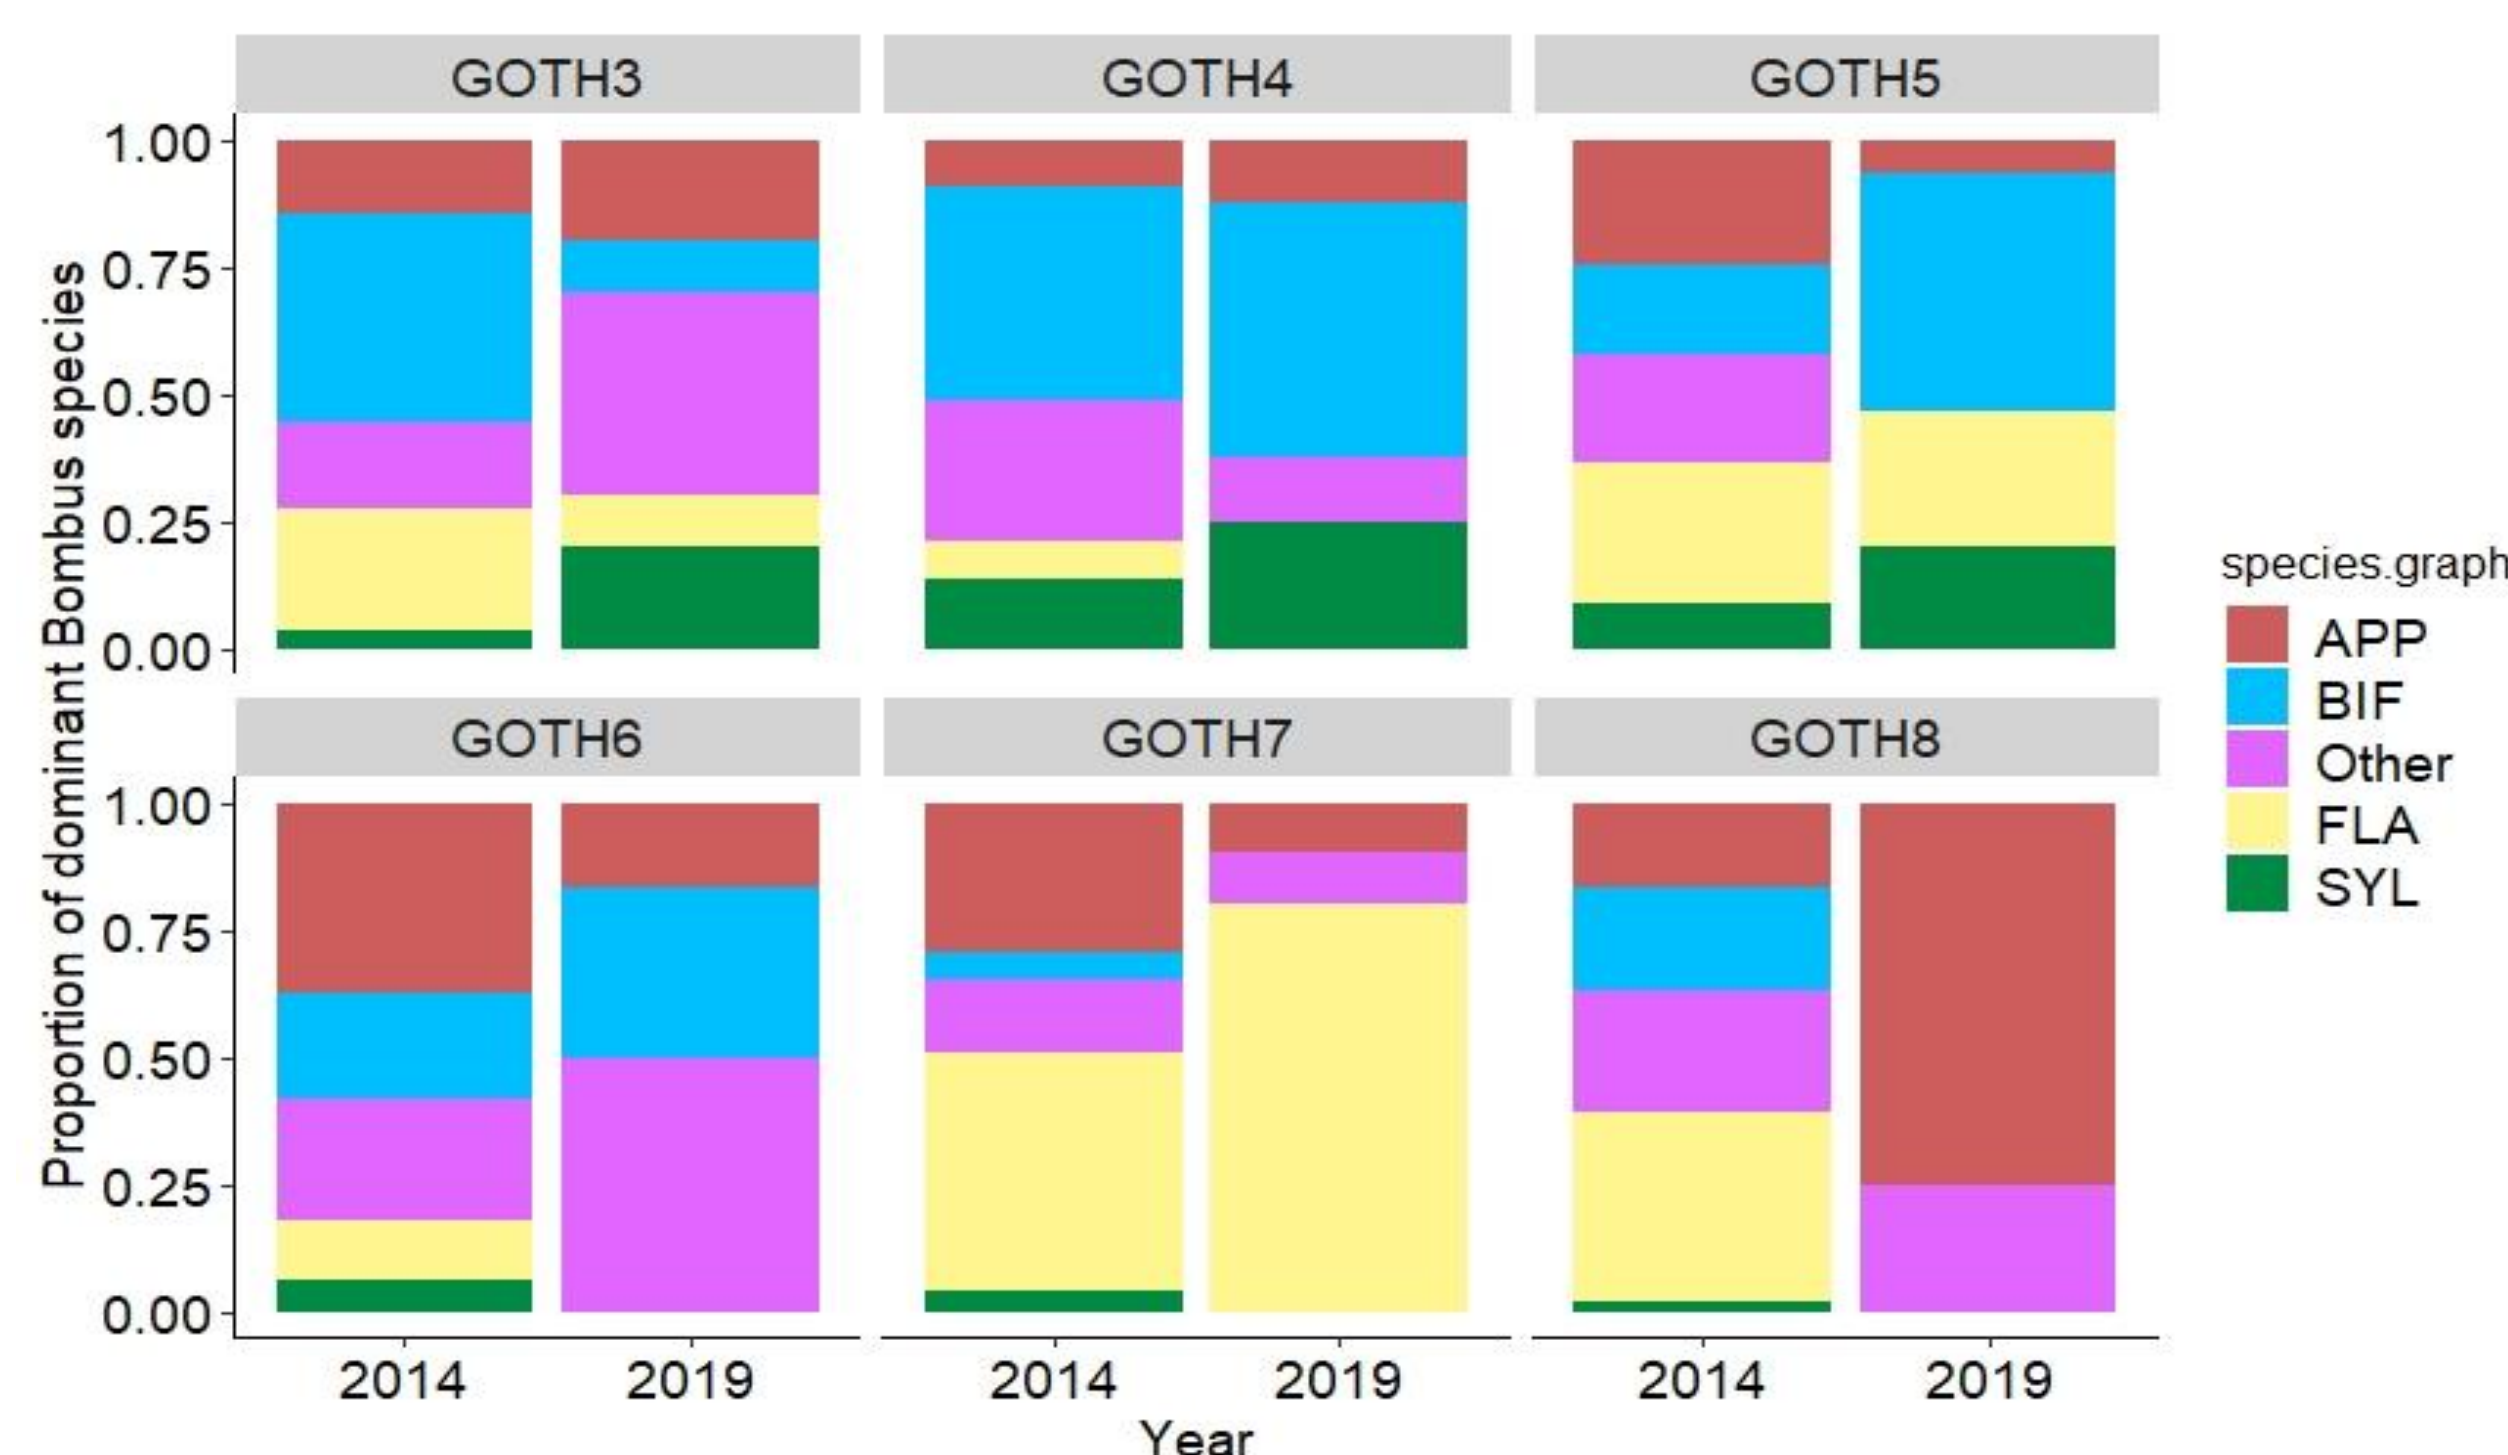 GOTH3 GOTH4 GOTH5
1.00
0.75
0.50
0.25
0.00
GOTH6 GOTH7 GOTH8
1.00
0.75
0.50
0.25
0.00
2014 2019 2014 2019 2014 2019
Year
Proportion of dominant Bombus species
species.graph
APP
BIF
Other
FLA
SYL